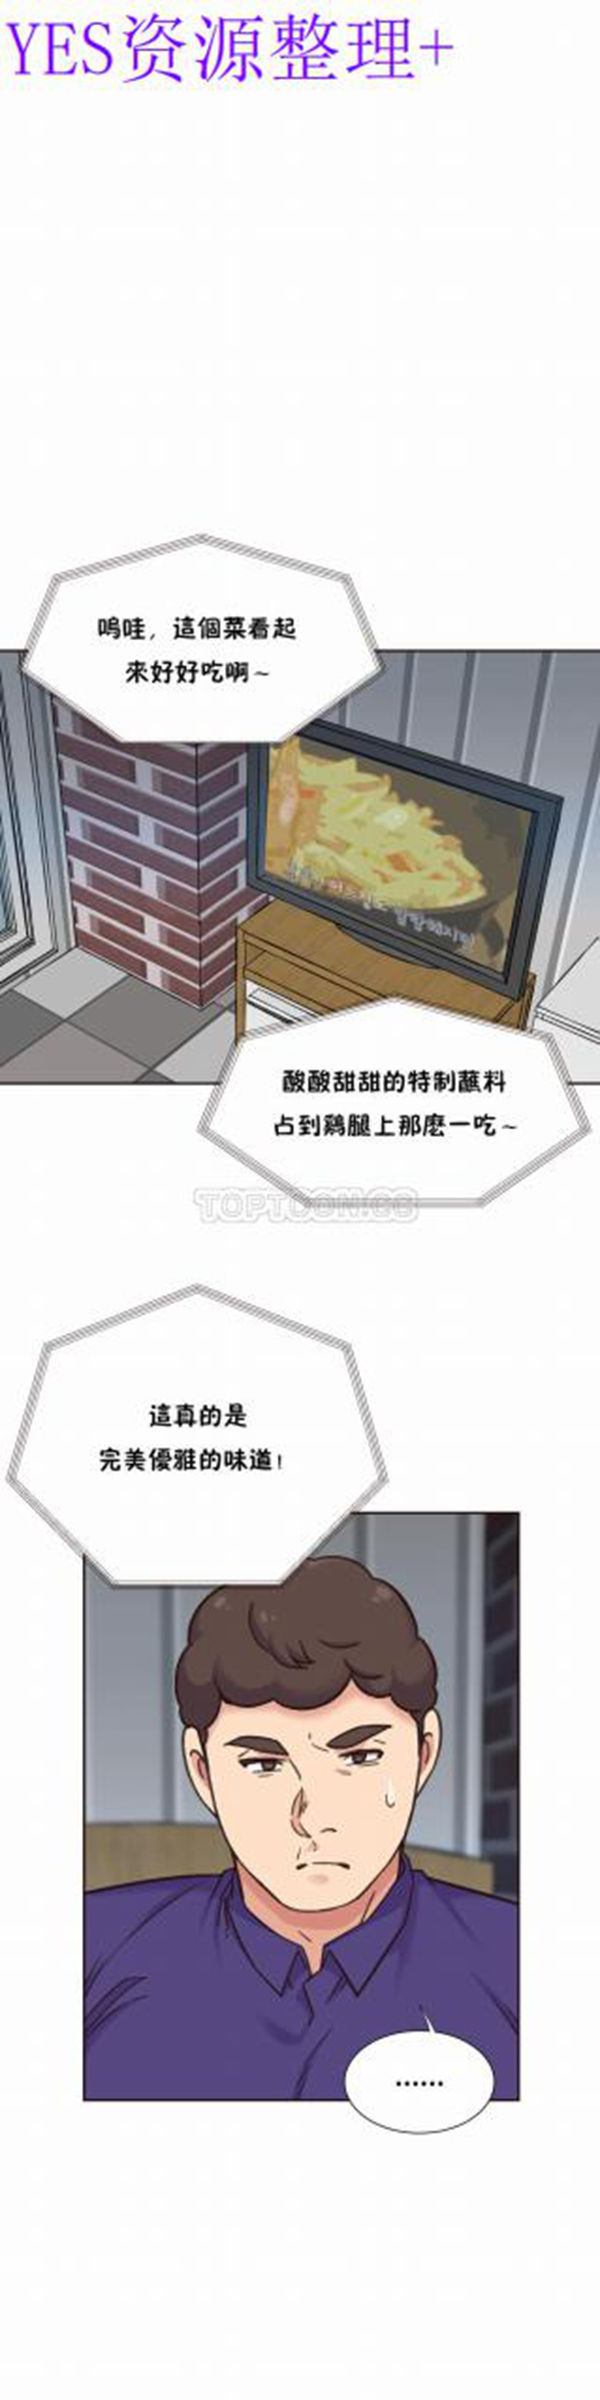 YES资源整理+
嗚哇，這個菜看起
來好好吃啊~
酸酸甜甜的特制蘸料
占到鷄腿上那麽一吃~
TOPTOON.CC
這真的是
完美優雅的味道！
……